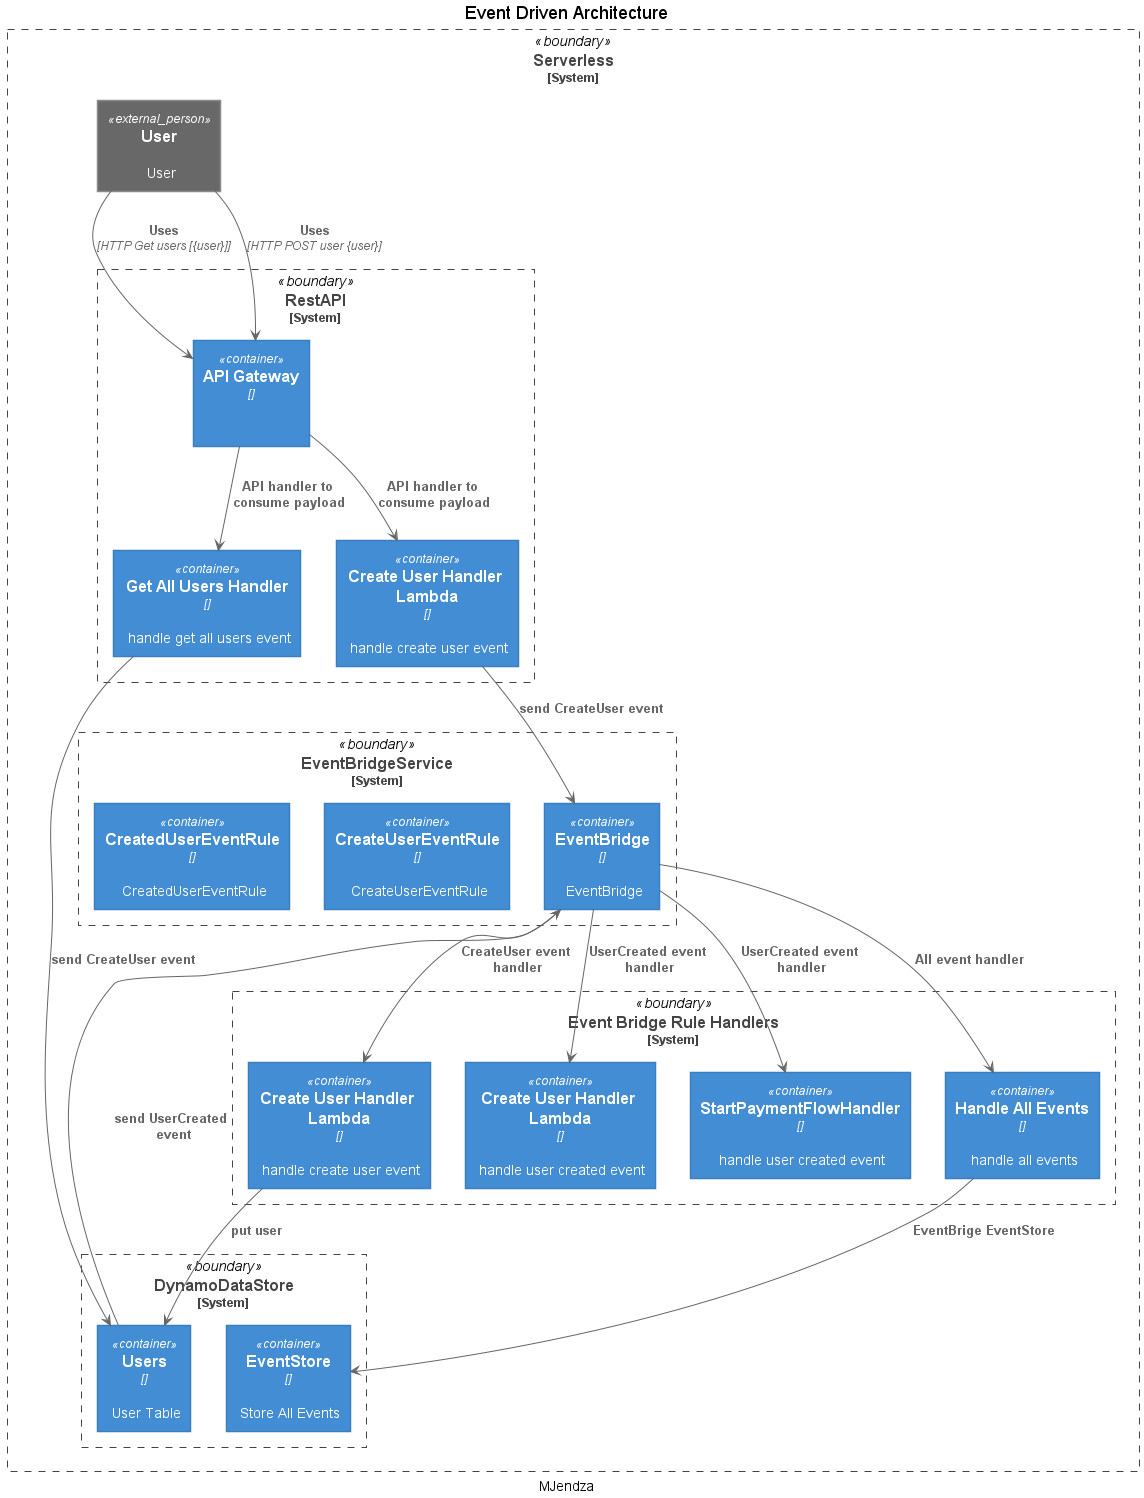 Event Driven Architecture
«boundary»
Serverless
[System]
«external_person»
User
User
Uses
[HTTP Get users [{user}]]
Uses
[HTTP POST user {user}]
«boundary»
RestAPI
[System]
«container»
API Gateway
[]
API handler to
consume payload
API handler to
consume payload
«container»
Get All Users Handler
[]
handle get all users event
«container»
Create User Handler
Lambda
[]
handle create user event
send CreateUser event
«boundary»
EventBridgeService
[System]
«container»
CreatedUserEventRule
[]
CreatedUserEventRule
«container»
CreateUserEventRule
[]
CreateUserEventRule
«container»
EventBridge
[]
EventBridge
send CreateUser event
CreateUser event
handler
UserCreated event
handler
UserCreated event
handler
All event handler
«boundary»
Event Bridge Rule Handlers
[System]
«container»
Create User Handler
Lambda
[]
handle create user event
«container»
Create User Handler
Lambda
[]
handle user created event
«container»
StartPaymentFlowHandler
[]
handle user created event
«container»
Handle All Events
[]
handle all events
send UserCreated
event
put user
EventBrige EventStore
«boundary»
DynamoDataStore
[System]
«container»
Users
[]
User Table
«container»
EventStore
[]
Store All Events
MJendza